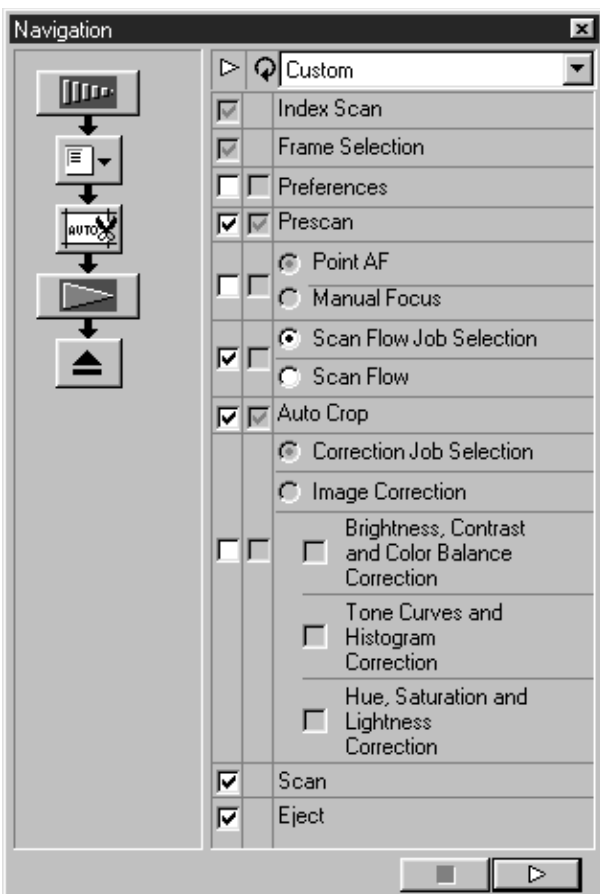 Navigation
Custom
Index Scan
Frame Selection
Preferences
AUTO
Prescan
Point AF
Manual Focus
Scan Flow Job Selection
Scan Flow
Auto Crop
Correction Job Selection
Image Correction
Brightness, Contrast
and Color Balance
Correction
Tone Curves and
Histogram
Correction
Hue, Saturation and
Lightness
Correction
Scan
Eject